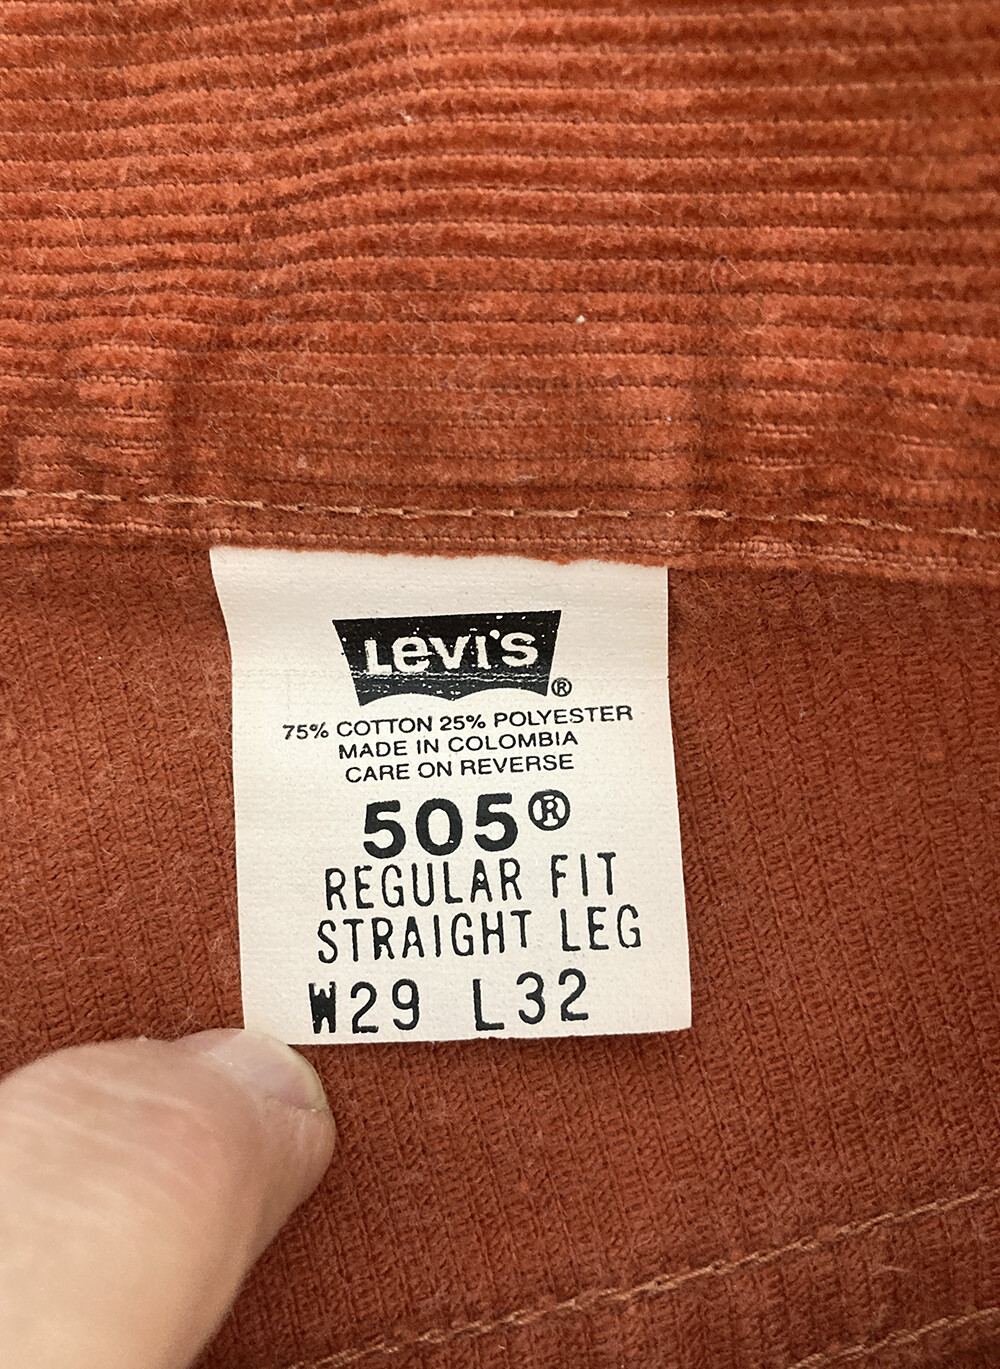 Levi's®
75% COTTON 25% POLYESTER
MADE IN COLOMBIA
CARE ON REVERSE
505®
REGULAR FIT
STRAIGHT LEG
W29 L32